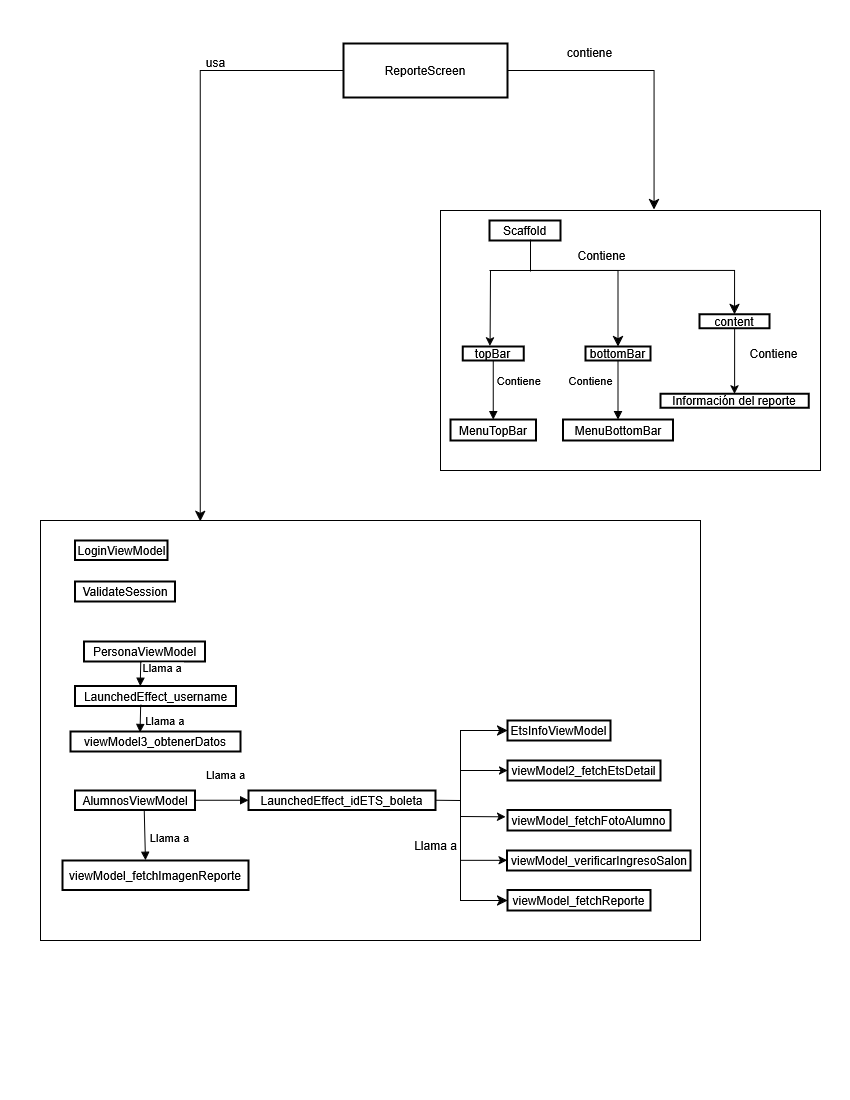 usa
ReporteScreen
contiene
Scaffold
Contiene
content
topBar
bottomBar
Contiene
Contiene
Contiene
Información del reporte
MenuTopBar
MenuBottomBar
LoginViewModel
ValidateSession
PersonaViewModel
Llama a
LaunchedEffect_username
Llama a
viewModel3_obtenerDatos
EtsInfoViewModel
viewModel2_fetchEtsDetail
Llama a
AlumnosViewModel
LaunchedEffect_idETS_boleta
viewModel_fetchFotoAlumno
Llama a
Llama a
viewModel_verificarIngresoSalon
viewModel_fetchImagenReporte
viewModel_fetchReporte